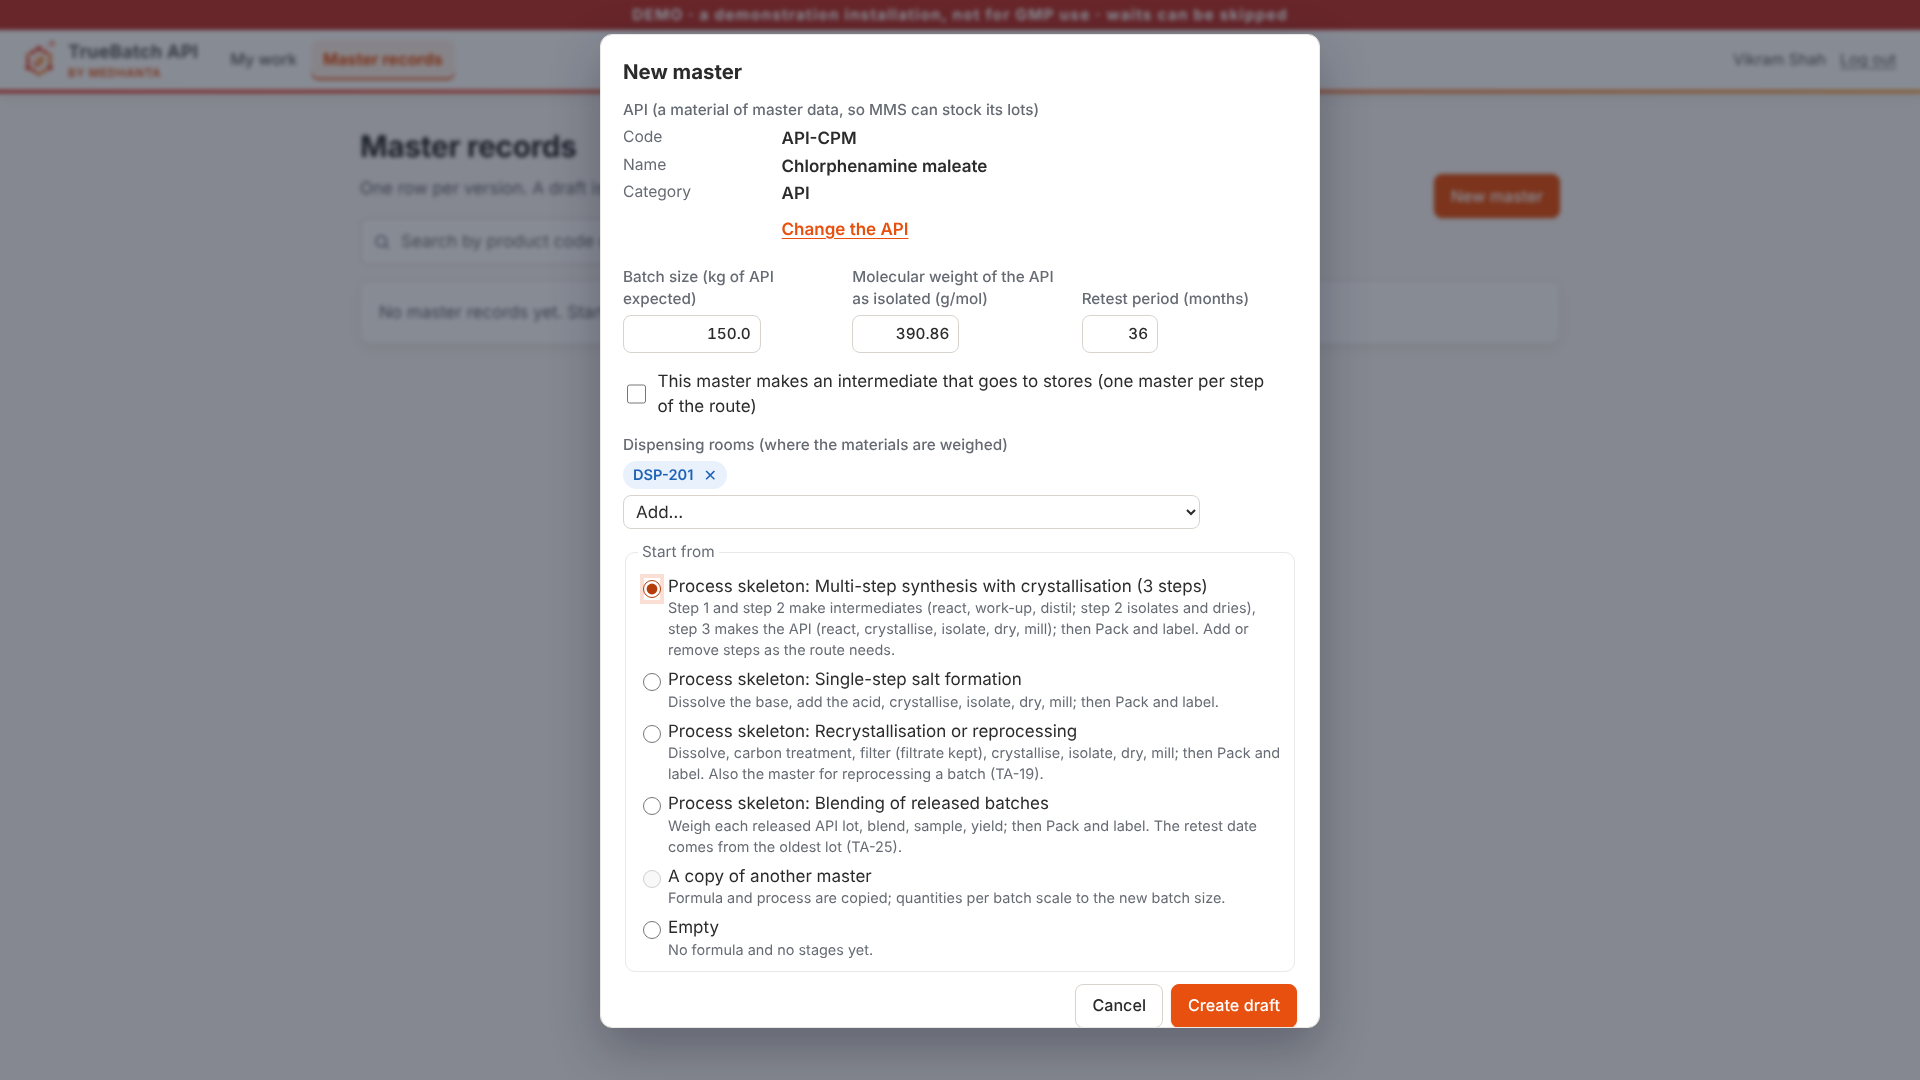 DEMO - a demonstration installation, not for GMP use - waits can be skipped
TrueBatch API
BY MEDHANTA
My work
Master records
Vikram Shah
Log out
Master records
One row per version. A draft is
New master
Search by product code
No master records yet. Star
New master
API (a material of master data, so MMS can stock its lots)
Code API-CPM
Name Chlorphenamine maleate
Category API
Change the API
Batch size (kg of API expected)
150.0
Molecular weight of the API as isolated (g/mol)
390.86
Retest period (months)
36
This master makes an intermediate that goes to stores (one master per step
of the route)
Dispensing rooms (where the materials are weighed)
DSP-201 ✕
Add...
Start from
Process skeleton: Multi-step synthesis with crystallisation (3 steps)
Step 1 and step 2 make intermediates (react, work-up, distil; step 2 isolates and dries),
step 3 makes the API (react, crystallise, isolate, dry, mill); then Pack and label. Add or
remove steps as the route needs.
Process skeleton: Single-step salt formation
Dissolve the base, add the acid, crystallise, isolate, dry, mill; then Pack and label.
Process skeleton: Recrystallisation or reprocessing
Dissolve, carbon treatment, filter (filtrate kept), crystallise, isolate, dry, mill; then Pack and
label. Also the master for reprocessing a batch (TA-19).
Process skeleton: Blending of released batches
Weigh each released API lot, blend, sample, yield; then Pack and label. The retest date
comes from the oldest lot (TA-25).
A copy of another master
Formula and process are copied; quantities per batch scale to the new batch size.
Empty
No formula and no stages yet.
Cancel
Create draft